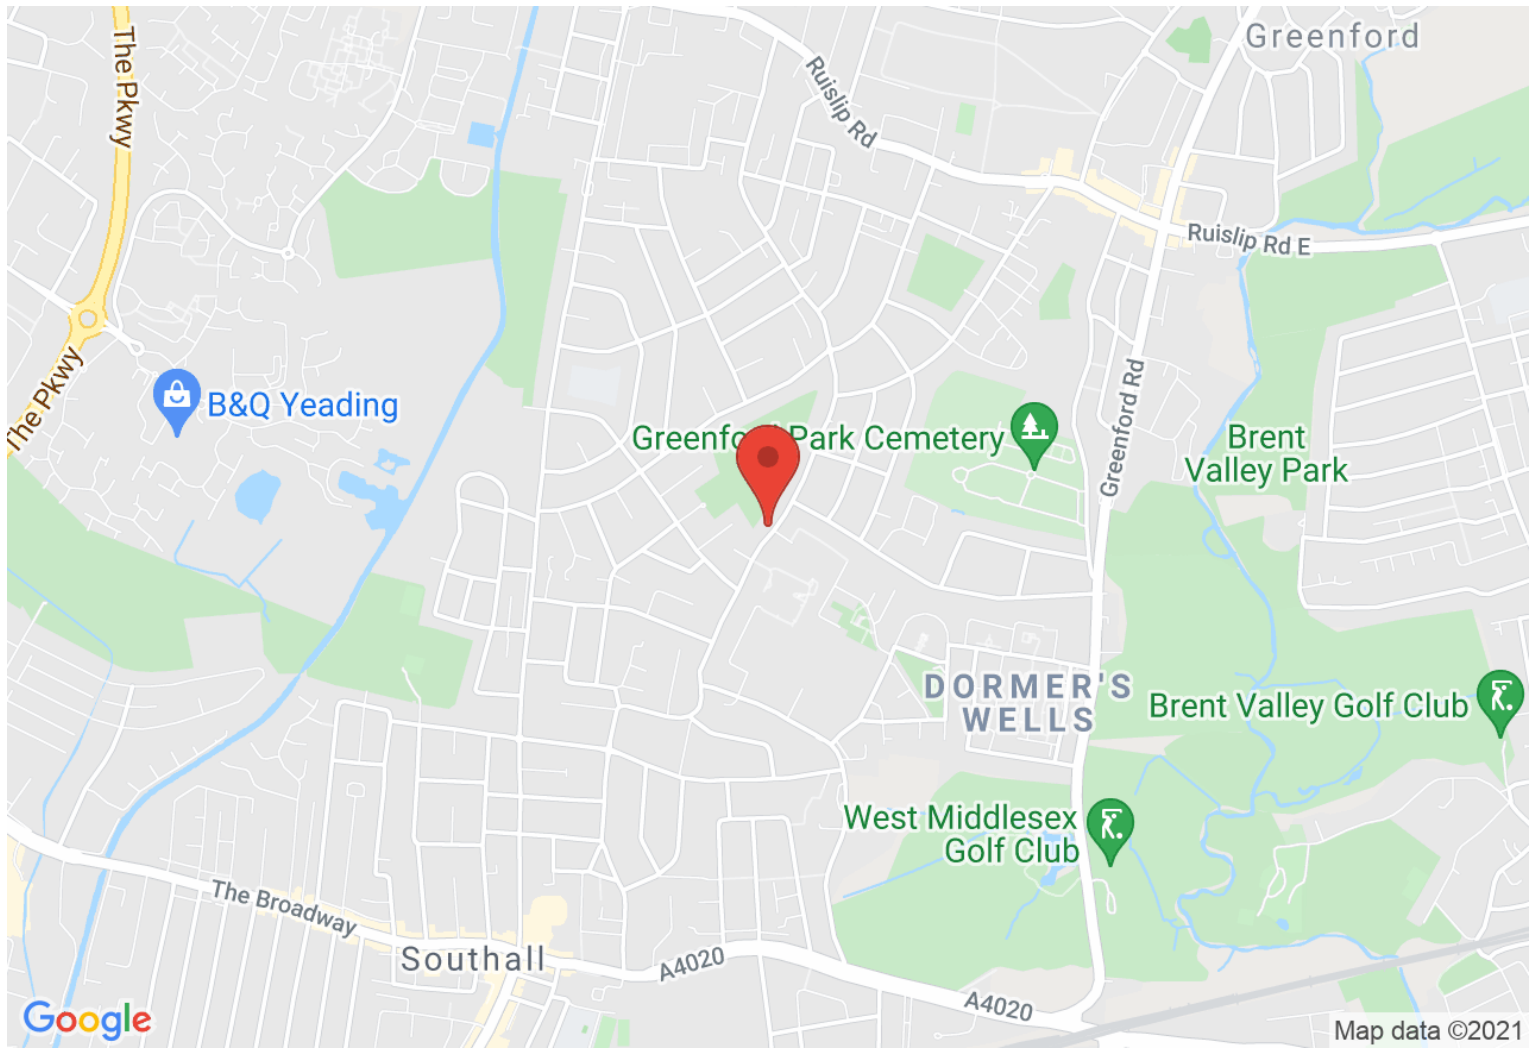 The Pkwy
Greenford
Ruislip Rd
Ruislip Rd E
The Pkwy
B&Q Yeading
Greenford Park Cemetery
Greenford Rd
Brent
Valley Park
DORMER'S
WELLS
Brent Valley Golf Club
West Middlesex
Golf Club
The Broadway
Southall
A4020
A4020
Google
Map data ©2021